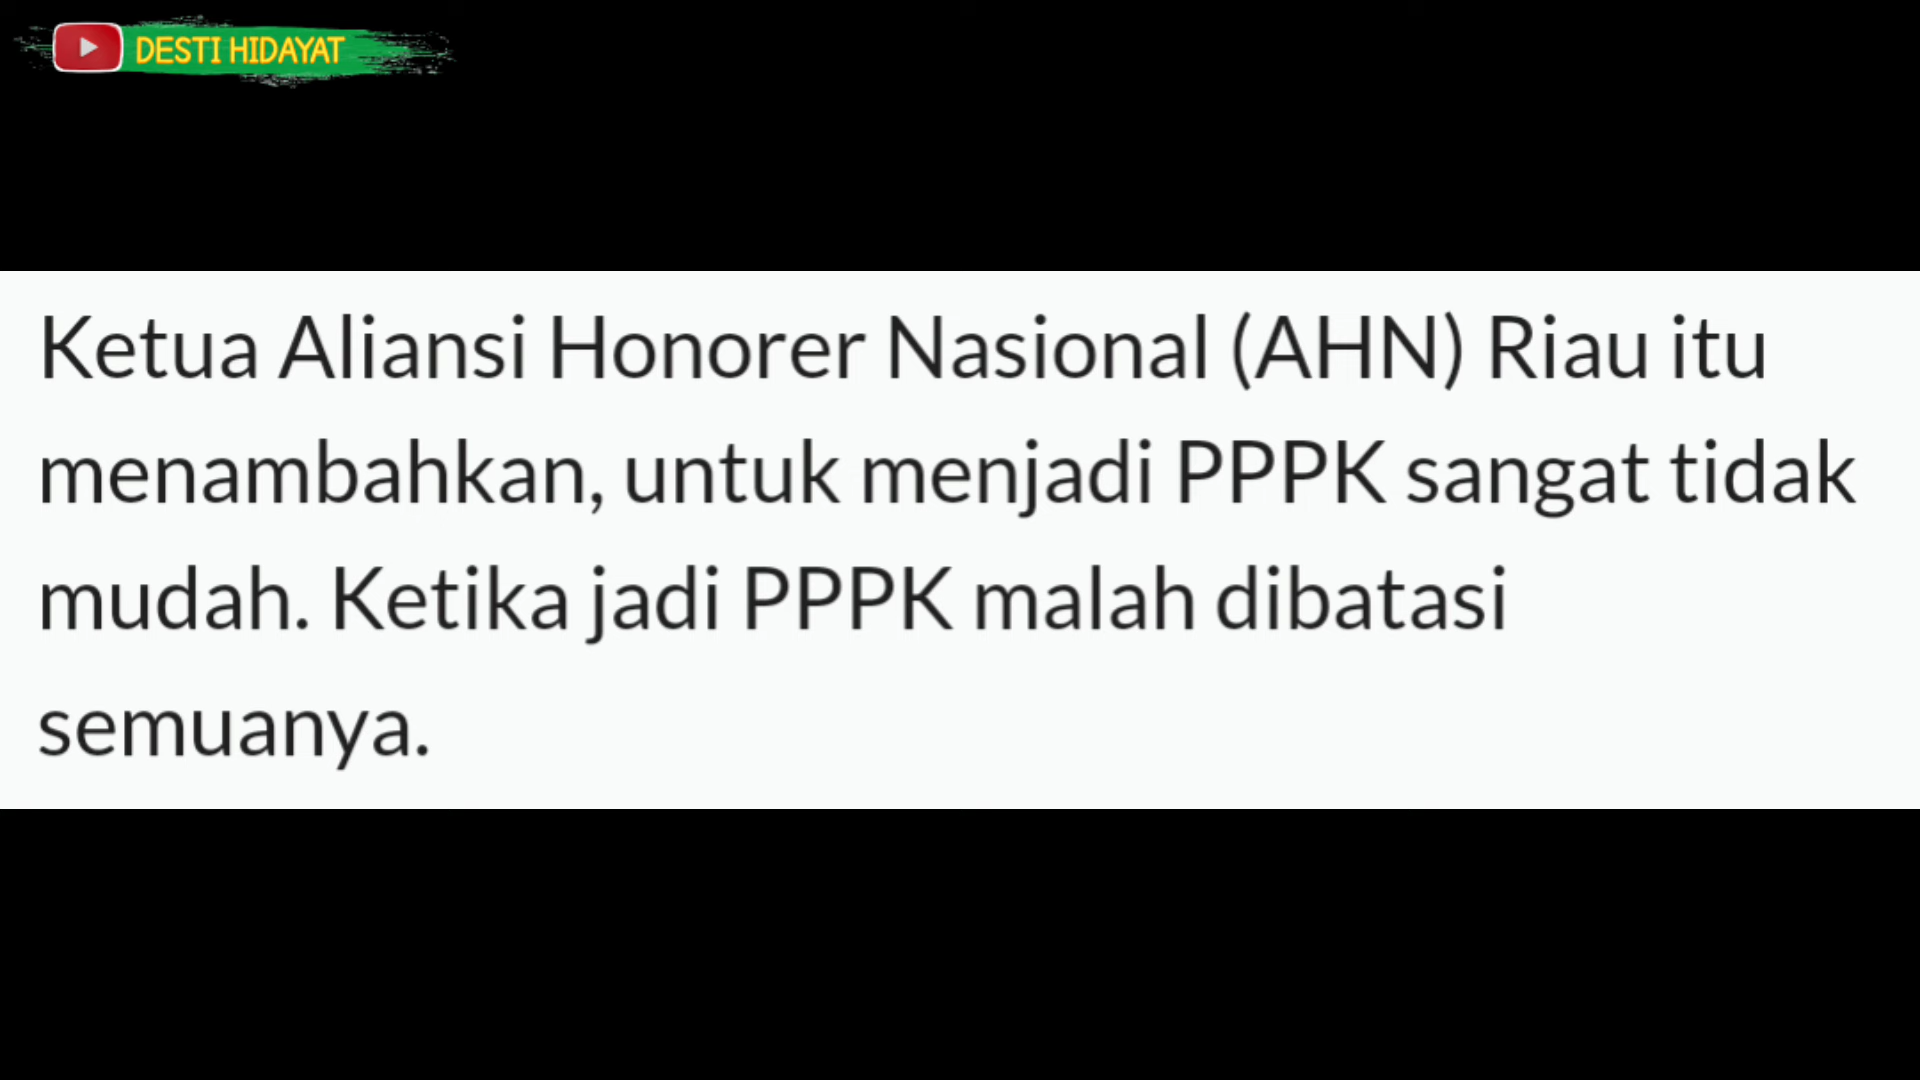 DESTI HIDAYAT
Ketua Aliansi Honorer Nasional (AHN) Riau itu
menambahkan, untuk menjadi PPPK sangat tidak
mudah. Ketika jadi PPPK malah dibatasi
semuanya.